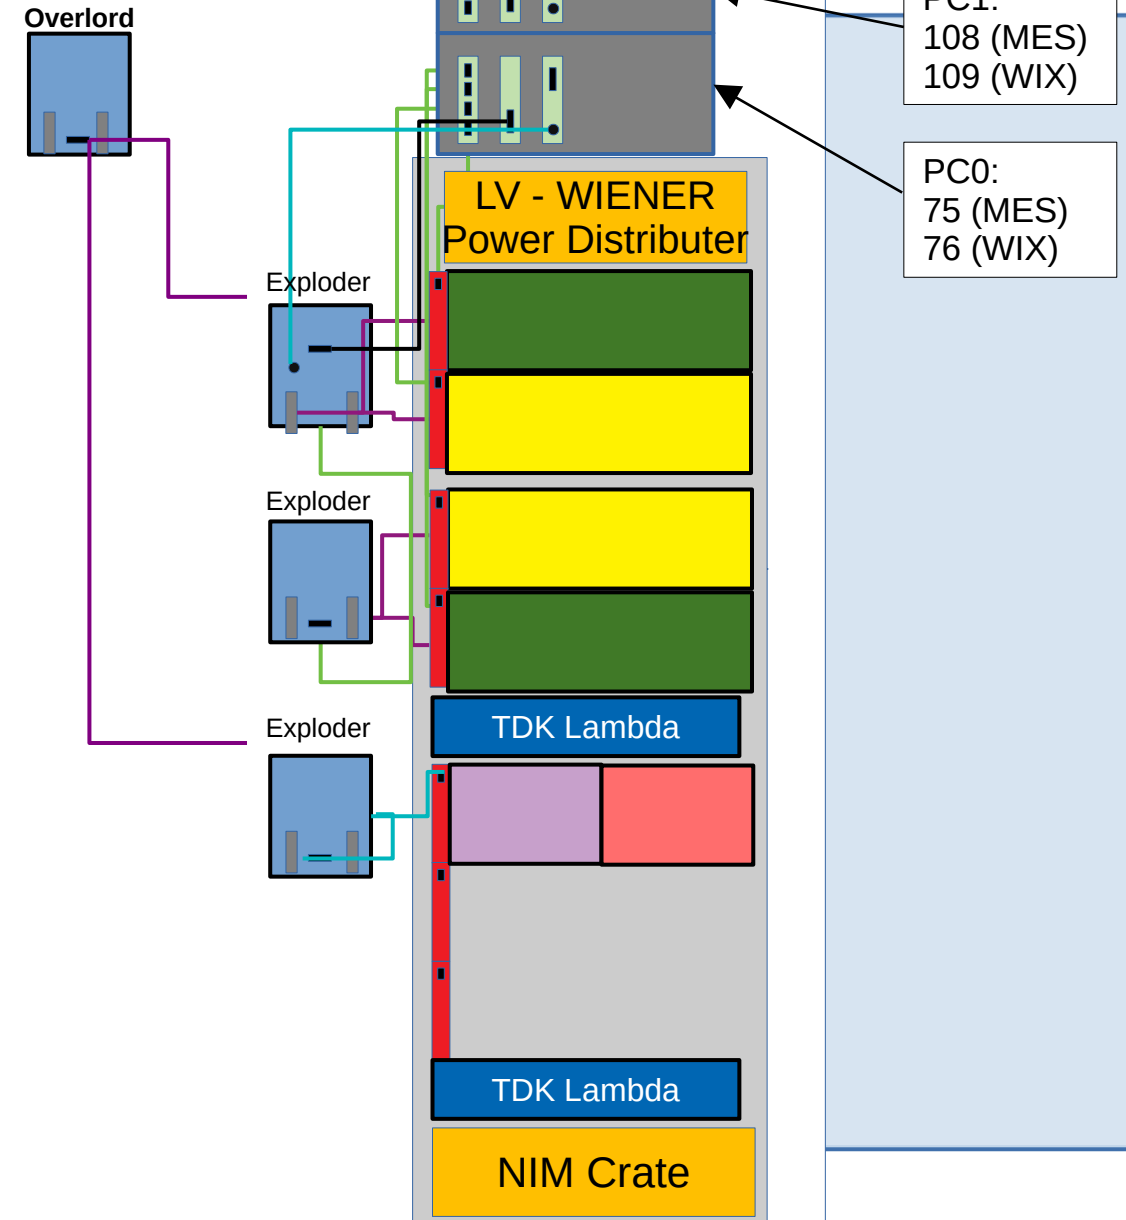 Overlord
PC1:
108 (MES)
109 (WIX)
PC0:
75 (MES)
76 (WIX)
LV - WIENER
Power Distributer
Exploder
Exploder
Exploder
TDK Lambda
TDK Lambda
NIM Crate